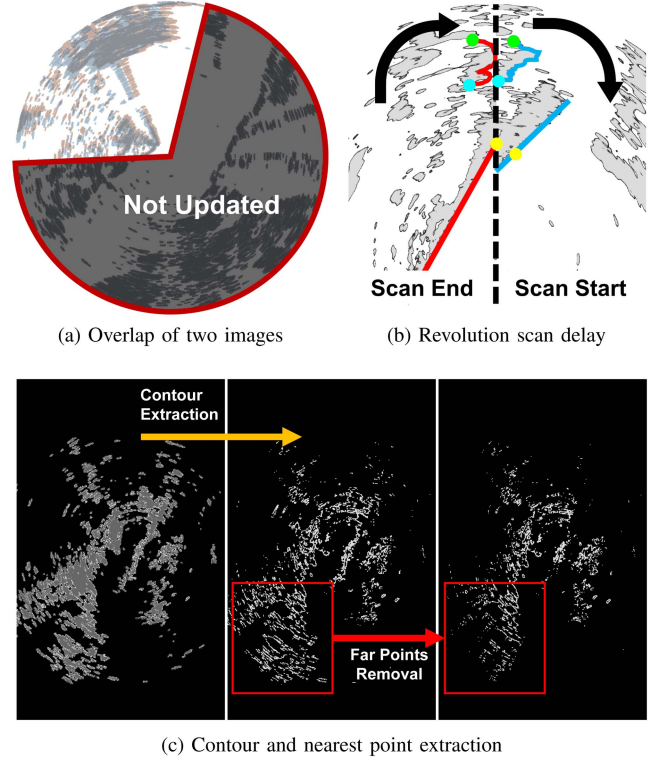 Not Updated
Scan End
Scan Start
(a) Overlap of two images
(b) Revolution scan delay
Contour
Extraction
Far Points
Removal
(c) Contour and nearest point extraction